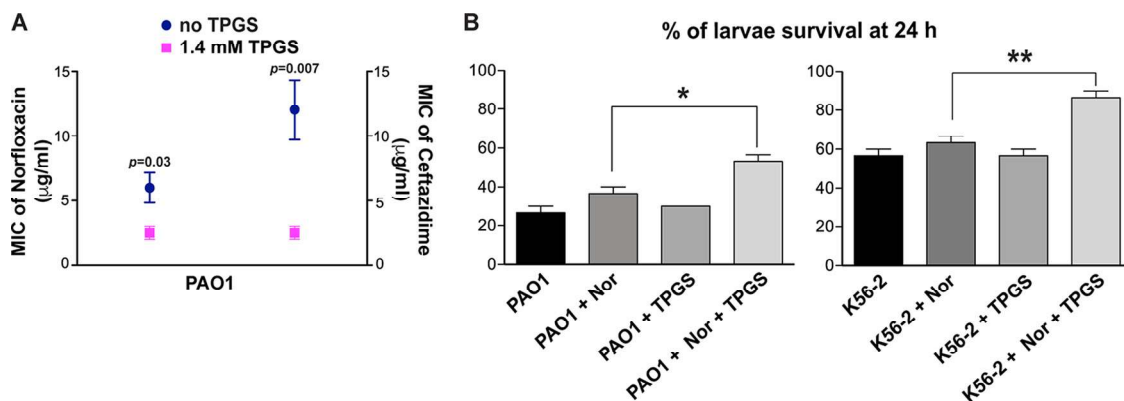 A
no TPGS
1.4 mM TPGS
MIC of Norfloxacin
(μg/ml)
15
10
5
0
p=0.03
p=0.007
15
10
5
0
MIC of Ceftazidime
(μg/ml)
PAO1
B
% of larvae survival at 24 h
100
80
60
40
20
0
*
PAO1
PAO1 + Nor
PAO1 + TPGS
PAO1 + Nor + TPGS
100
80
60
40
20
0
**
K56-2
K56-2 + Nor
K56-2 + TPGS
K56-2 + Nor + TPGS